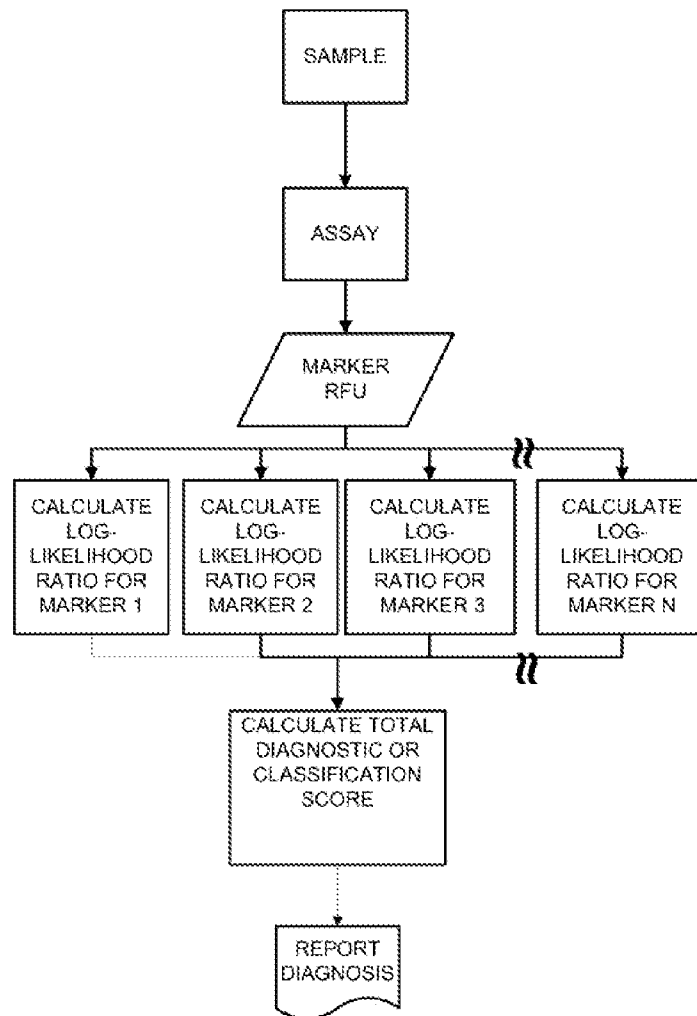 SAMPLE
ASSAY
MARKER
RFU
CALCULATE
LOG-
LIKELIHOOD
RATIO FOR
MARKER 1
CALCULATE
LOG-
LIKELIHOOD
RATIO FOR
MARKER 2
CALCULATE
LOG-
LIKELIHOOD
RATIO FOR
MARKER 3
CALCULATE
LOG-
LIKELIHOOD
RATIO FOR
MARKER N
CALCULATE TOTAL
DIAGNOSTIC OR
CLASSIFICATION
SCORE
REPORT
DIAGNOSIS